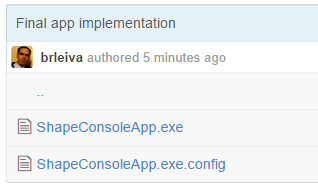 Final app implementation
brleiva authored 5 minutes ago
..
ShapeConsoleApp.exe
ShapeConsoleApp.exe.config